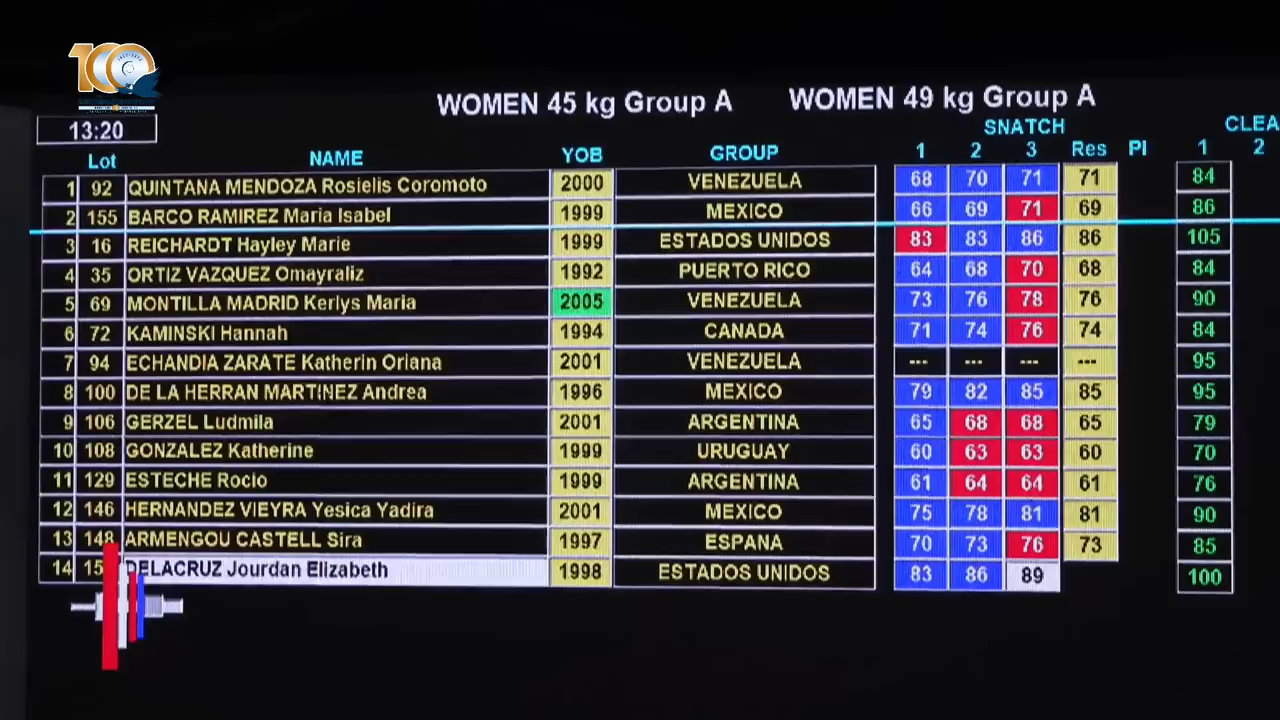 100
WOMEN 45 kg Group A WOMEN 49 kg Group A
13:20 SNATCH CLEA
Lot NAME YOB GROUP 1 2 3 Res Pl 1 2
1 92 QUINTANA MENDOZA Rosielis Coromoto 2000 VENEZUELA 68 70 71 71 84
2 155 BARCO RAMIREZ Maria Isabel 1999 MEXICO 66 69 71 69 86
3 16 REICHARDT Hayley Marie 1999 ESTADOS UNIDOS 83 83 86 86 105
4 35 ORTIZ VAZQUEZ Omayraliz 1992 PUERTO RICO 64 68 70 68 84
5 69 MONTILLA MADRID Kerlys Maria 2005 VENEZUELA 73 76 78 76 90
6 72 KAMINSKI Hannah 1994 CANADA 71 74 76 74 84
7 94 ECHANDIA ZARATE Katherin Oriana 2001 VENEZUELA --- --- --- --- 95
8 100 DE LA HERRAN MARTINEZ Andrea 1996 MEXICO 79 82 85 85 95
9 106 GERZEL Ludmila 2001 ARGENTINA 65 68 68 65 79
10 108 GONZALEZ Katherine 1999 URUGUAY 60 63 63 60 70
11 129 ESTECHE Rocio 1999 ARGENTINA 61 64 64 61 76
12 146 HERNANDEZ VIEYRA Yesica Yadira 2001 MEXICO 75 78 81 81 90
13 148 ARMENGOU CASTELL Sira 1997 ESPANA 70 73 76 73 85
14 DELACRUZ Jourdan Elizabeth 1998 ESTADOS UNIDOS 83 86 89 100